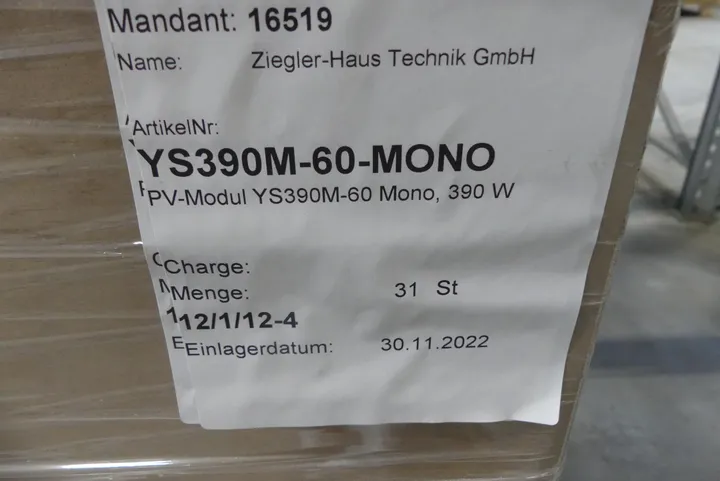 Mandant: 16519
Name: Ziegler-Haus Technik GmbH
ArtikelNr:
YS390M-60-MONO
PV-Modul YS390M-60 Mono, 390 W
Charge:
Menge: 31 St
12/1/12-4
Einlagerdatum: 30.11.2022